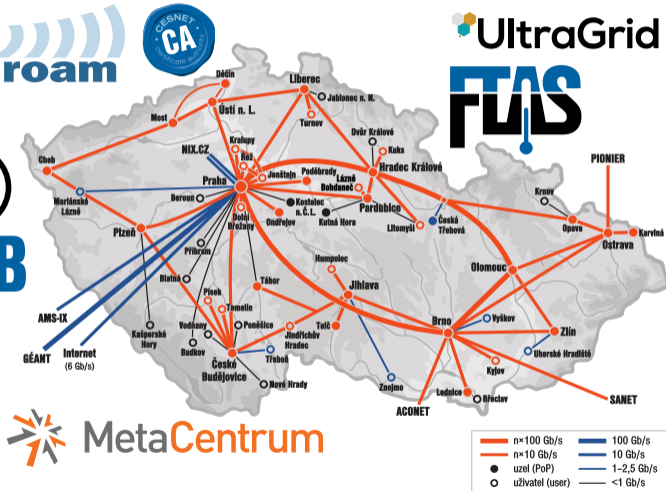 roam
CESNET
CA
certificate authority
UltraGrid
FTAS
Děčín
Liberec
Jablonec n. N.
Ústí n. L.
Most
Turnov
Dvůr Králové
Kuks
Kralupy
NIX.CZ
Řež
Cheb
Jenštejn
Poděbrady
Hradec Králové
PIONIER
Praha
Lázně
Bohdaneč
Mariánské
Lázně
Beroun
Kostelec
n. Č. L.
Pardubice
Krnov
Dolní
Břežany
Ondřejov
Kutná Hora
Litomyšl
Česká
Třebová
Opava
Karviná
Ostrava
Plzeň
B
Příbram
Humpolec
Olomouc
Blatná
Tábor
Jihlava
Písek
Temelín
AMS-IX
Brno
Vyškov
Vodňany
Poněšice
Telč
Zlín
Kašperské
Hory
Jindřichův
Hradec
GÉANT
Internet
(6 Gb/s)
Budkov
České
Budějovice
Třeboň
Uherské Hradiště
Kyjov
Nové Hrady
Znojmo
Lednice
Břeclav
SANET
ACONET
MetaCentrum
n×100 Gb/s
100 Gb/s
n×10 Gb/s
10 Gb/s
uzel (PoP)
1–2,5 Gb/s
uživatel (user)
<1 Gb/s